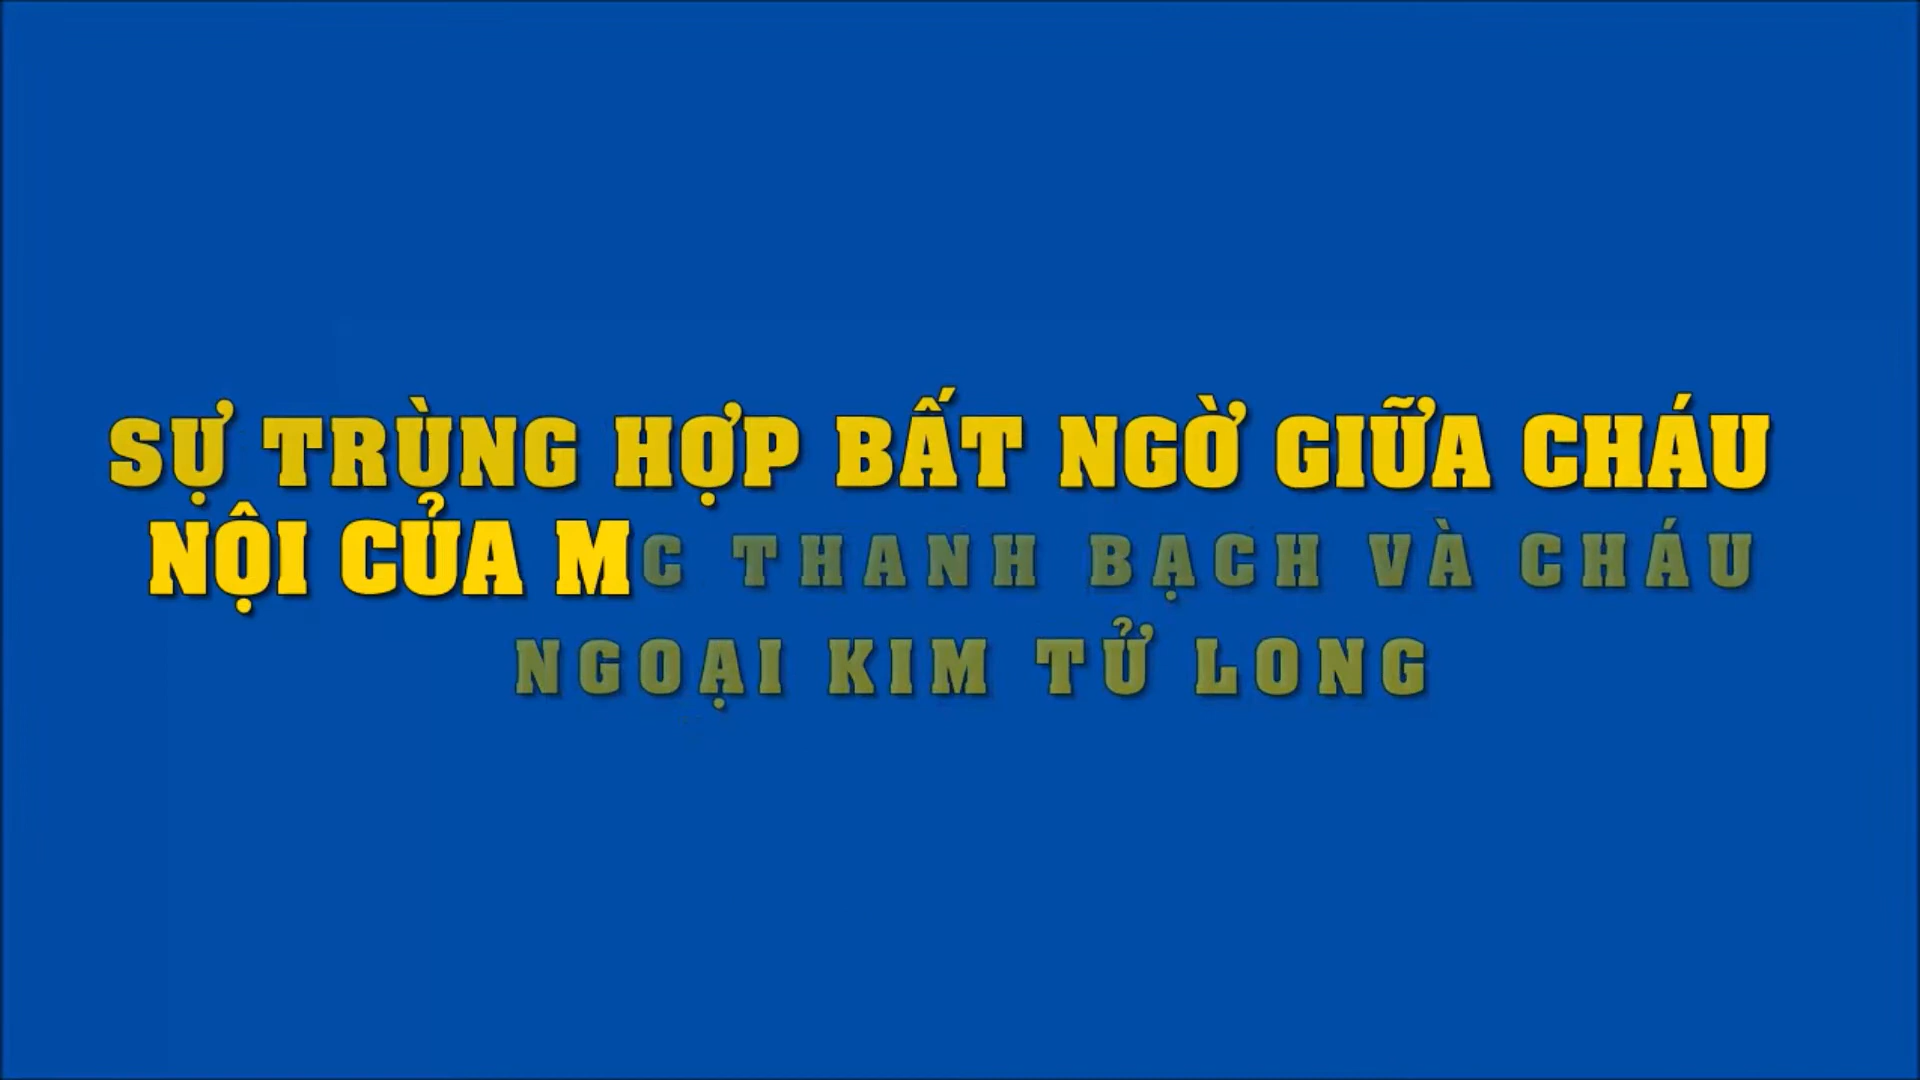 SỰ TRÙNG HỢP BẤT NGỜ GIỮA CHÁU
NỘI CỦA MC THANH BẠCH VÀ CHÁU
NGOẠI KIM TỬ LONG